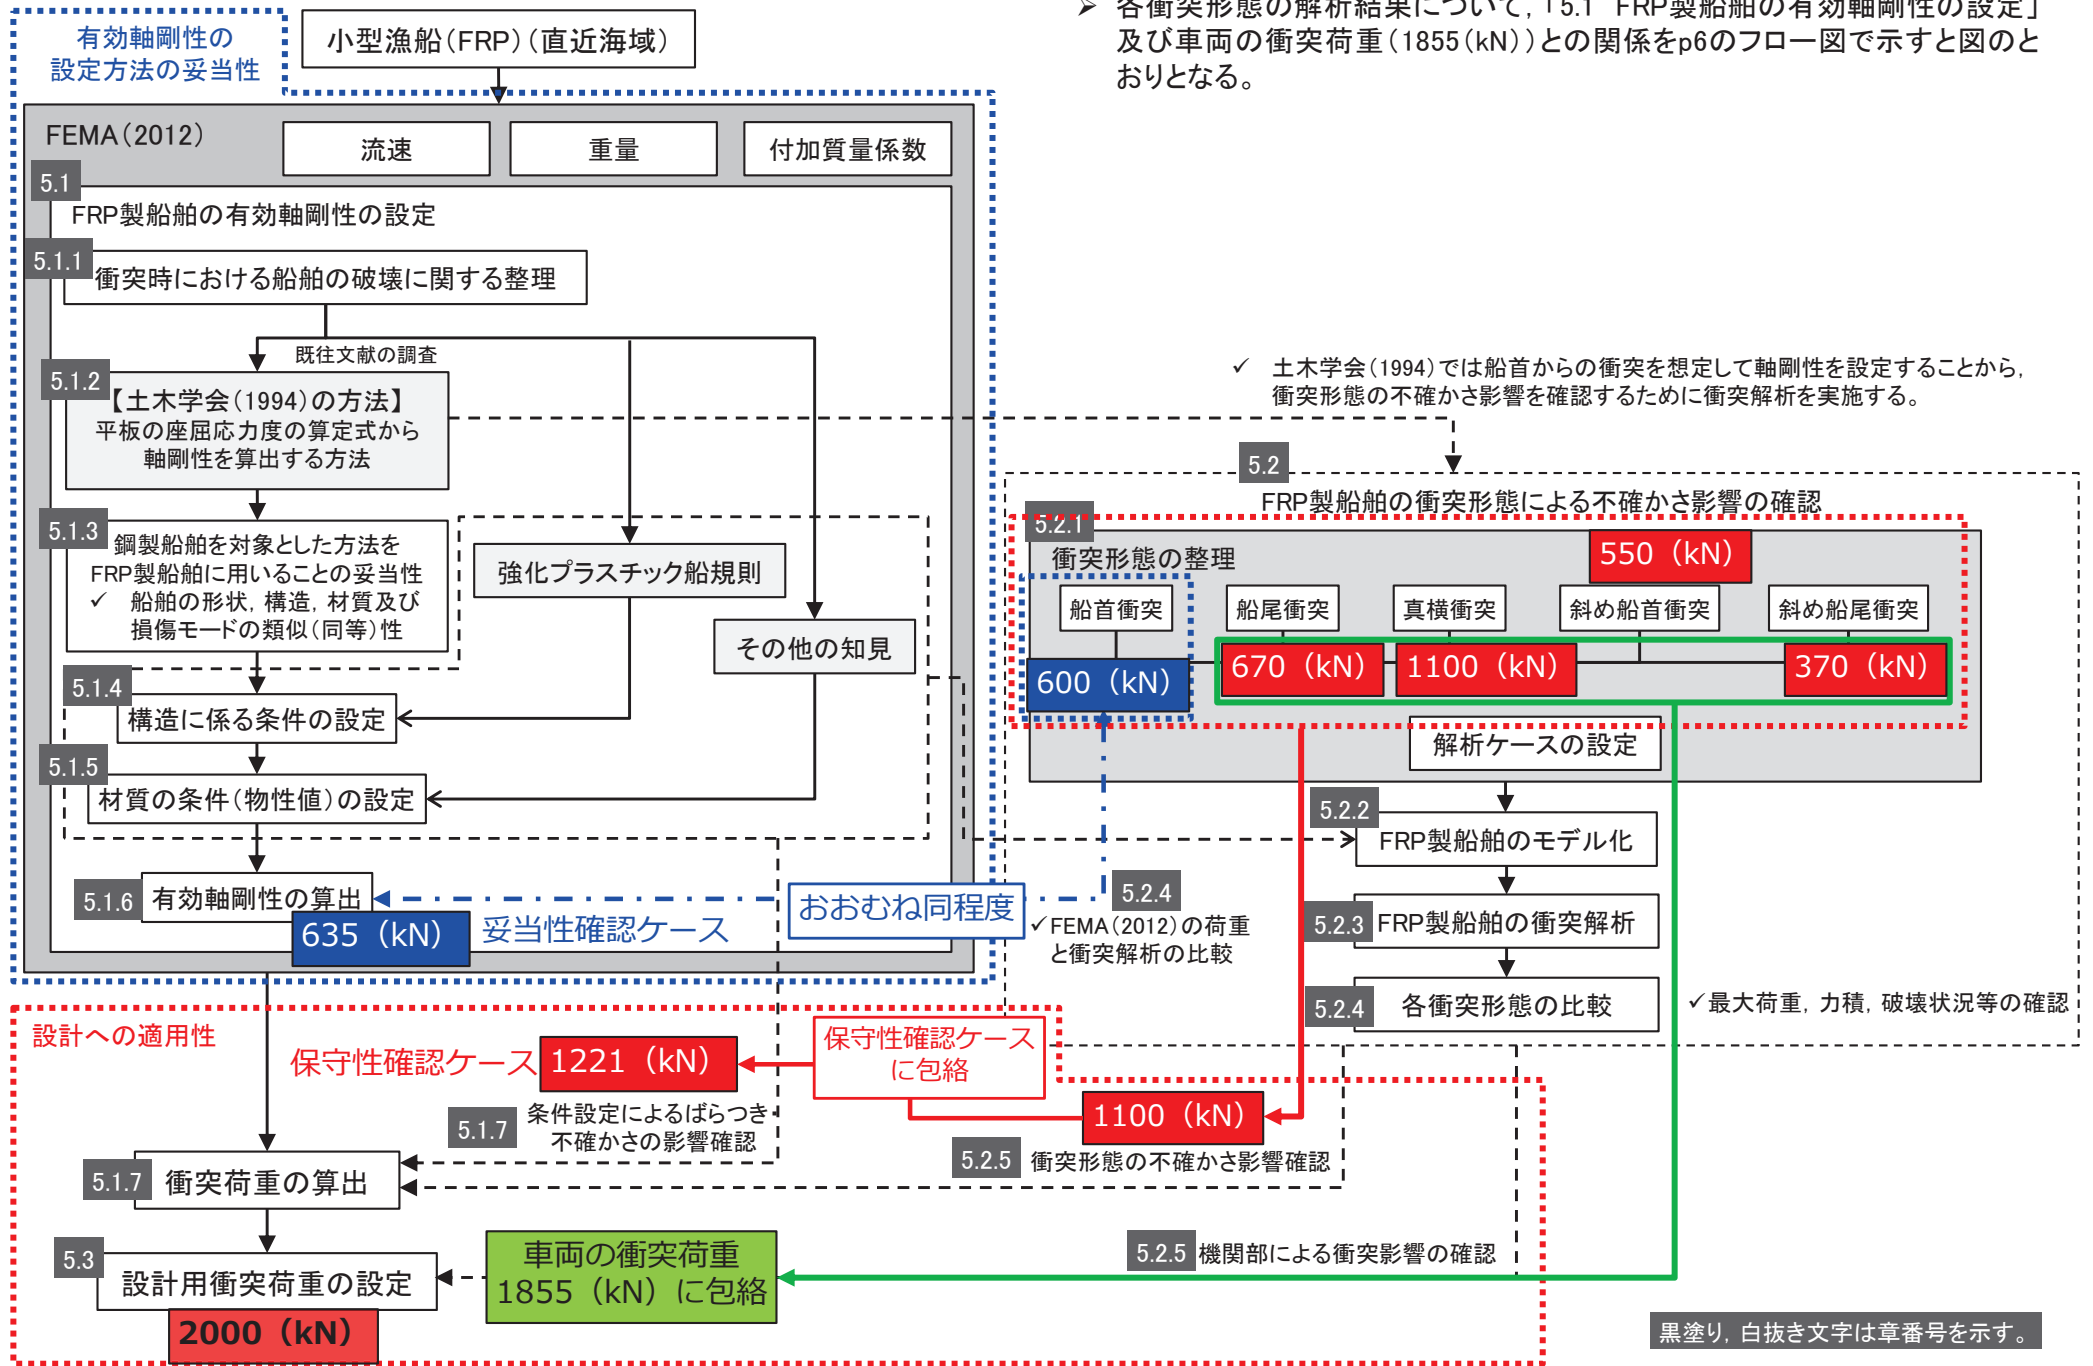 ➢ 各衝突形態の解析結果について，「5.1 FRP製船舶の有効軸剛性の設定」
及び車両の衝突荷重（1855（kN））との関係をp6のフロー図で示すと図のと
おりとなる。
有効軸剛性の
設定方法の妥当性
小型漁船（FRP）（直近海域）
FEMA（2012）
流速
重量
付加質量係数
5.1
FRP製船舶の有効軸剛性の設定
5.1.1
衝突時における船舶の破壊に関する整理
既往文献の調査
5.1.2
【土木学会（1994）の方法】
平板の座屈応力度の算定式から
軸剛性を算出する方法
5.1.3
鋼製船舶を対象とした方法を
FRP製船舶に用いることの妥当性
✓ 船舶の形状，構造，材質及び
損傷モードの類似（同等）性
強化プラスチック船規則
その他の知見
5.1.4
構造に係る条件の設定
5.1.5
材質の条件（物性値）の設定
5.1.6
有効軸剛性の算出
635（kN）
妥当性確認ケース
おおむね同程度
✓ 土木学会（1994）では船首からの衝突を想定して軸剛性を設定することから，
衝突形態の不確かさ影響を確認するために衝突解析を実施する。
5.2
FRP製船舶の衝突形態による不確かさ影響の確認
5.2.1
衝突形態の整理
550（kN）
船首衝突
船尾衝突
真横衝突
斜め船首衝突
斜め船尾衝突
600（kN）
670（kN）
1100（kN）
370（kN）
解析ケースの設定
5.2.2
FRP製船舶のモデル化
5.2.4
✓FEMA（2012）の荷重
と衝突解析の比較
5.2.3
FRP製船舶の衝突解析
5.2.4
各衝突形態の比較
✓最大荷重，力積，破壊状況等の確認
設計への適用性
保守性確認ケース
1221（kN）
保守性確認ケース
に包絡
1100（kN）
5.1.7
条件設定によるばらつき・
不確かさの影響確認
5.2.5
衝突形態の不確かさ影響確認
5.1.7
衝突荷重の算出
5.3
設計用衝突荷重の設定
2000（kN）
車両の衝突荷重
1855（kN）に包絡
5.2.5
機関部による衝突影響の確認
黒塗り，白抜き文字は章番号を示す。